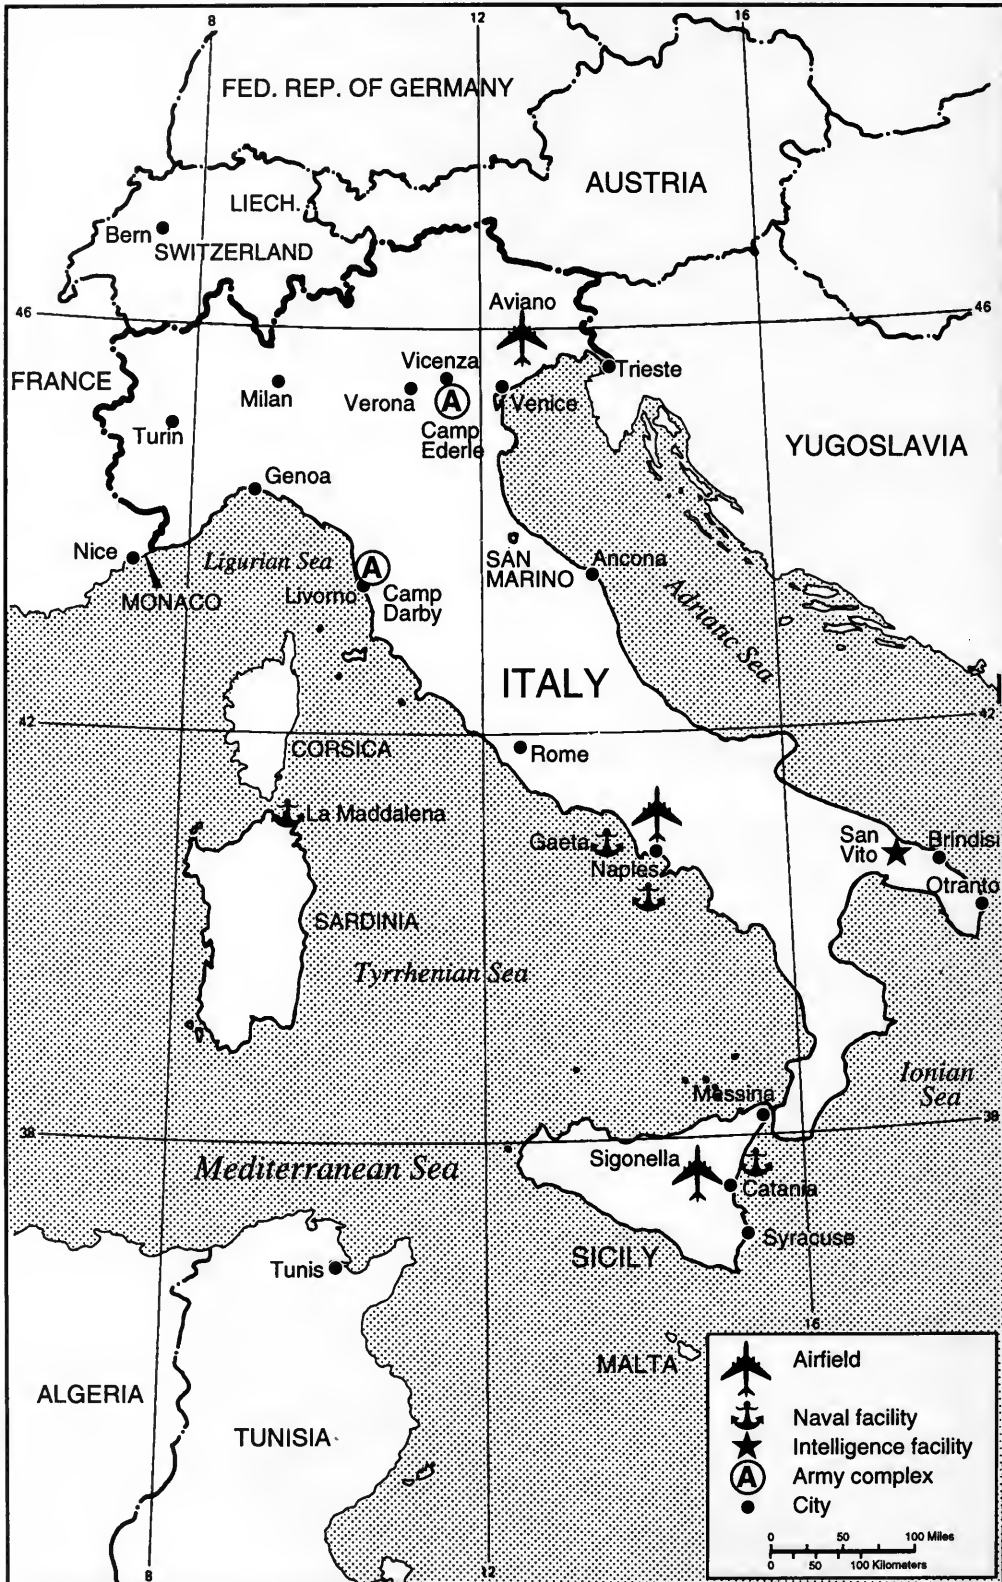 8
12
16
FED. REP. OF GERMANY
AUSTRIA
LIECH.
Bern
SWITZERLAND
46
46
Aviano
FRANCE
Vicenza
Trieste
Milan
Verona
Venice
Camp
Ederle
Turin
YUGOSLAVIA
Genoa
Nice
Ligurian Sea
SAN
MARINO
Ancona
MONACO
Livorno
Camp
Darby
Adriatic Sea
ITALY
42
42
CORSICA
Rome
La Maddalena
Gaeta
Naples
San
Vito
Brindisi
Otranto
SARDINIA
Tyrrhenian Sea
Ionian
Sea
Messina
38
38
Mediterranean Sea
Sigonella
Catania
SICILY
Syracuse
Tunis
16
MALTA
ALGERIA
TUNISIA
8
12
Airfield
Naval facility
Intelligence facility
A Army complex
City
0 50 100 Miles
0 50 100 Kilometers
A
A